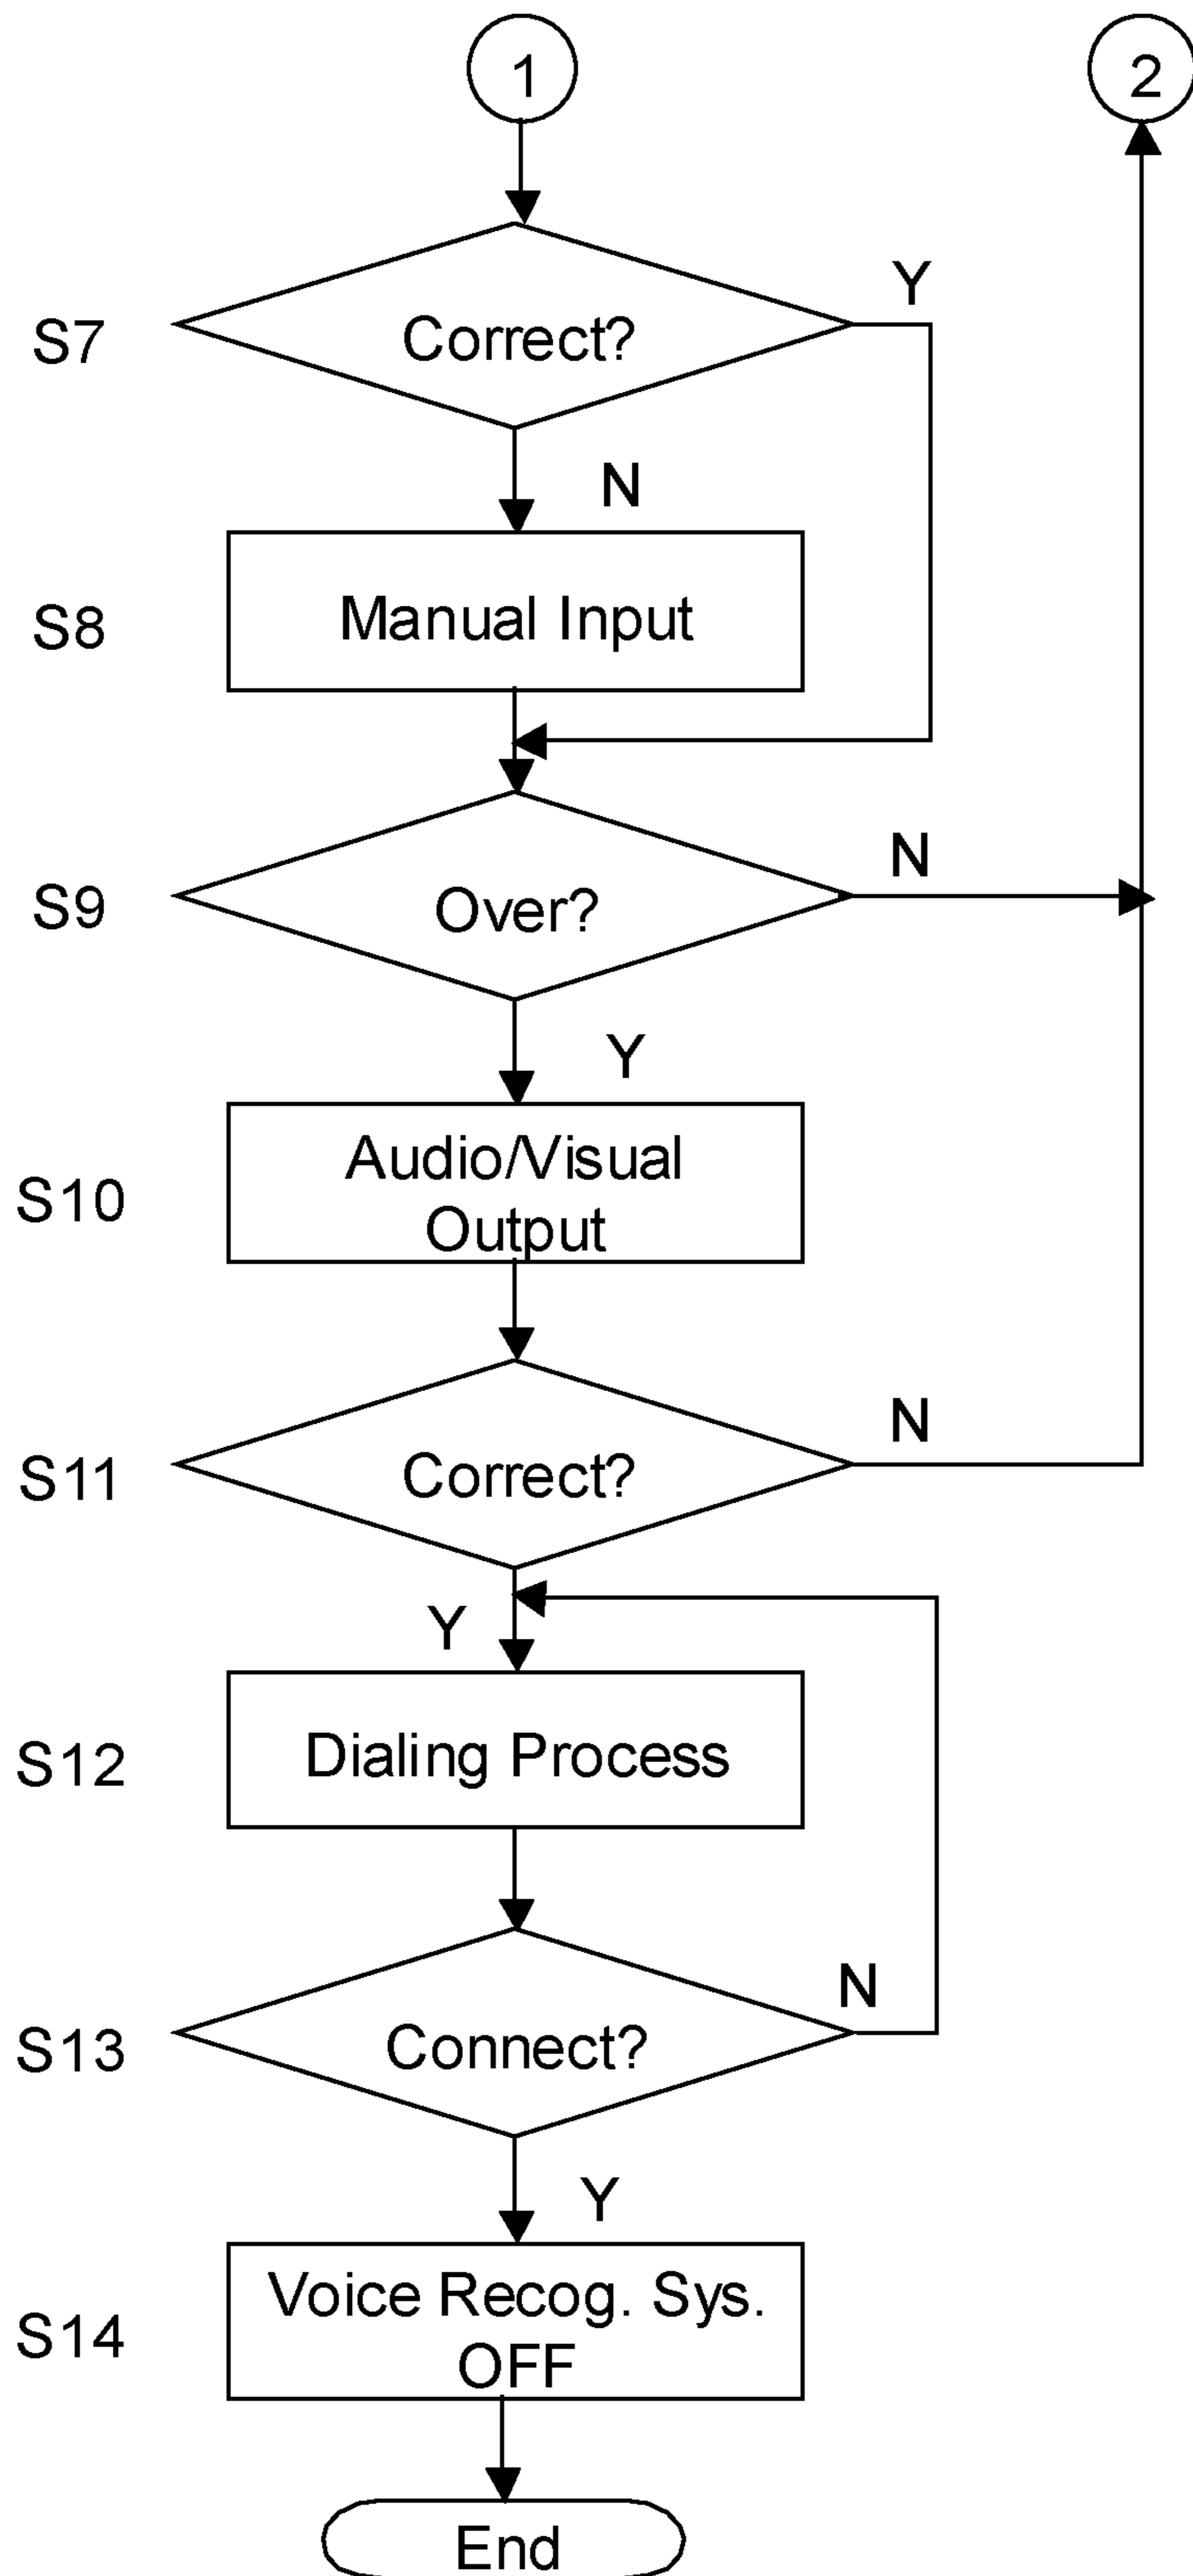 1
2
S7
Correct?
Y
N
S8
Manual Input
S9
Over?
N
Y
S10
Audio/Visual
Output
S11
Correct?
N
Y
S12
Dialing Process
S13
Connect?
N
Y
S14
Voice Recog. Sys.
OFF
End